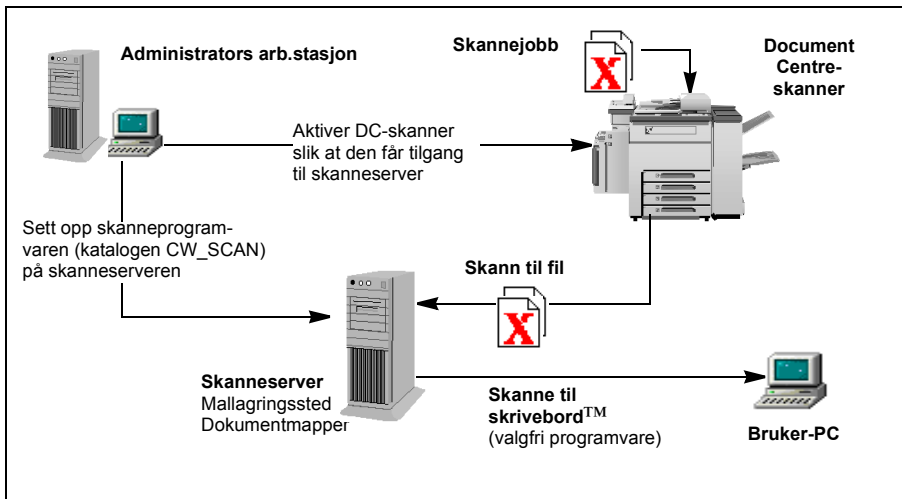 Administrators arb.stasjon
Skannejobb
Document
Centre-
skanner
Aktiver DC-skanner
slik at den får tilgang
til skanneserver
Sett opp skanneprogram-
varen (katalogen CW_SCAN)
på skanneserveren
Skann til fil
Skanneserver
Mallagringssted
Dokumentmapper
Skanne til
skrivebord™
(valgfri programvare)
Bruker-PC